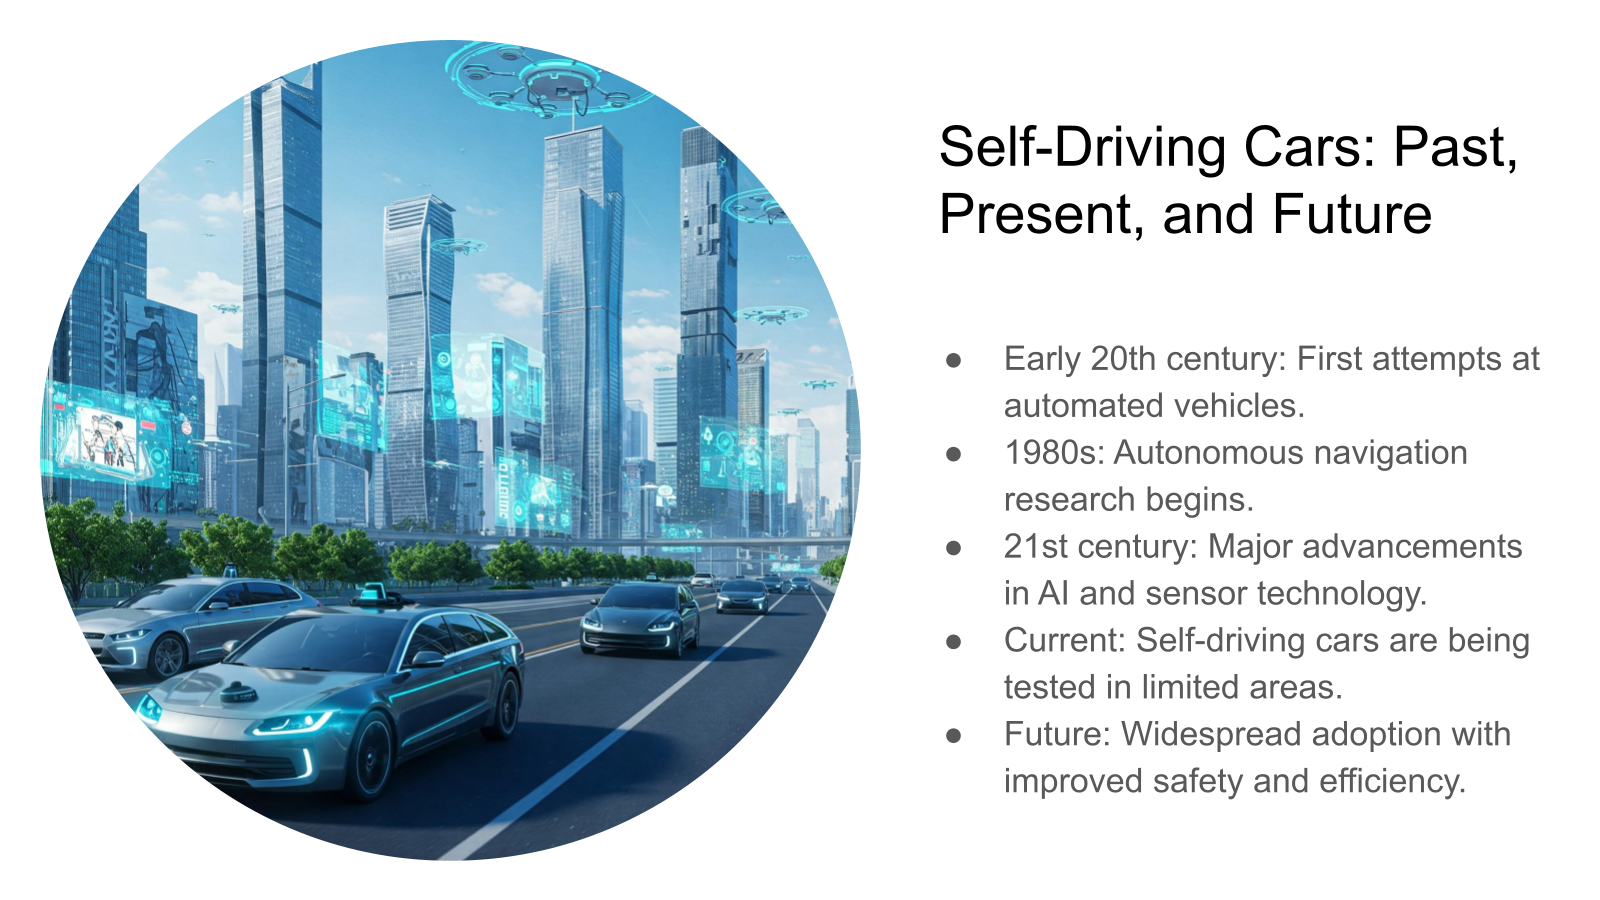 Self-Driving Cars: Past,
Present, and Future
● Early 20th century: First attempts at
automated vehicles.
● 1980s: Autonomous navigation
research begins.
● 21st century: Major advancements
in AI and sensor technology.
● Current: Self-driving cars are being
tested in limited areas.
● Future: Widespread adoption with
improved safety and efficiency.